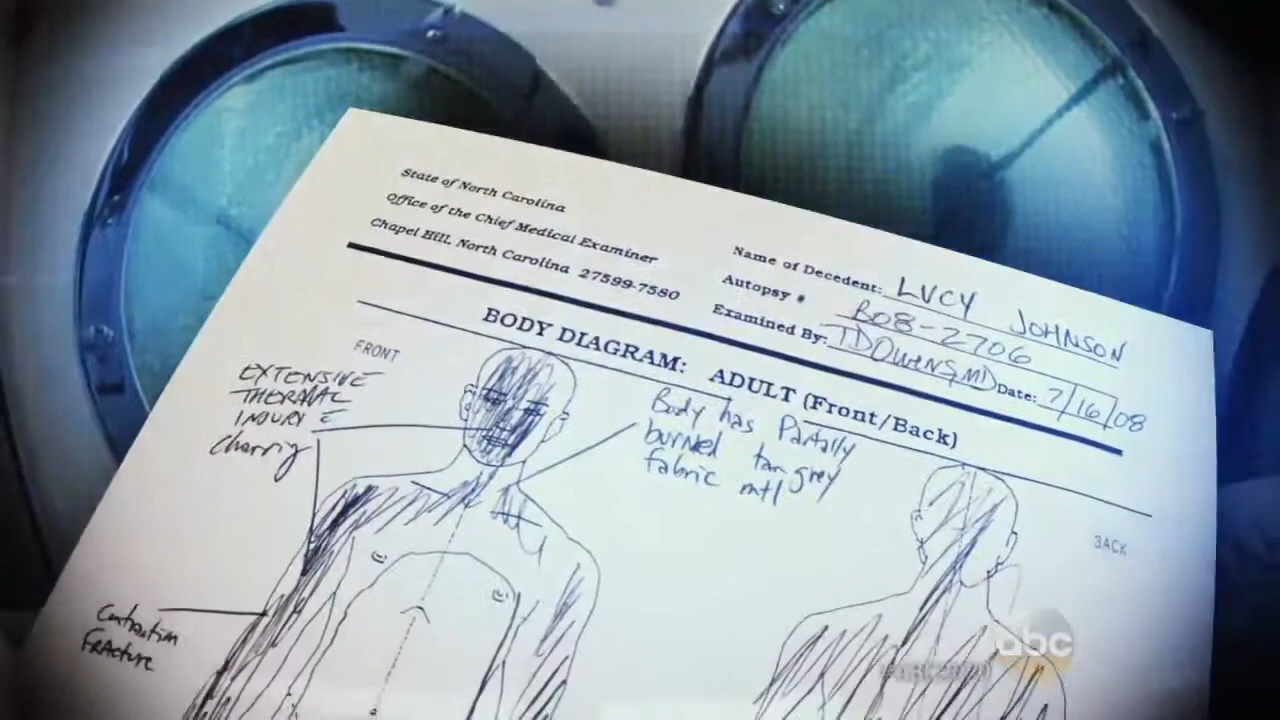 State of North Carolina
Office of the Chief Medical Examiner
Chapel Hill, North Carolina 27599-7580
Name of Decedent: LUCY JOHNSON
Autopsy # B08-2706
Examined By: TDOwens, MD Date: 7/16/08
BODY DIAGRAM: ADULT (Front/Back)
FRONT
EXTENSIVE
THERMAL
INJURY E
Charring
Body has Partially
burned tan grey
fabric mtl
BACK
Contraction
FRACTURE
abc